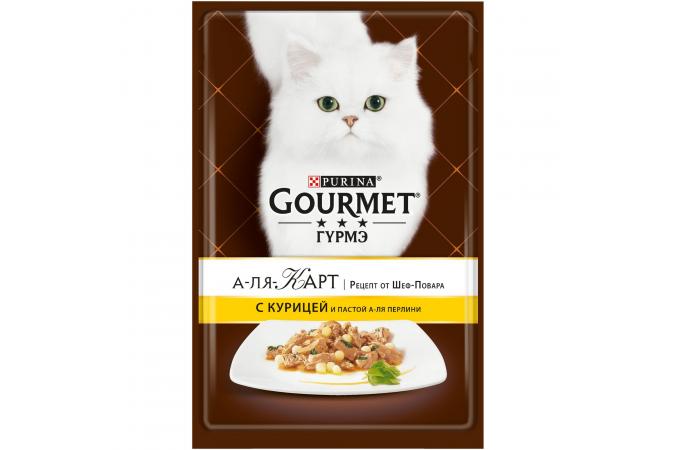 PURINA®
GOURMET®
ГУРМЭ
А-ЛЯ-КАРТ | РЕЦЕПТ ОТ ШЕФ-ПОВАРА
С КУРИЦЕЙ И ПАСТОЙ А-ЛЯ ПЕРЛИНИ